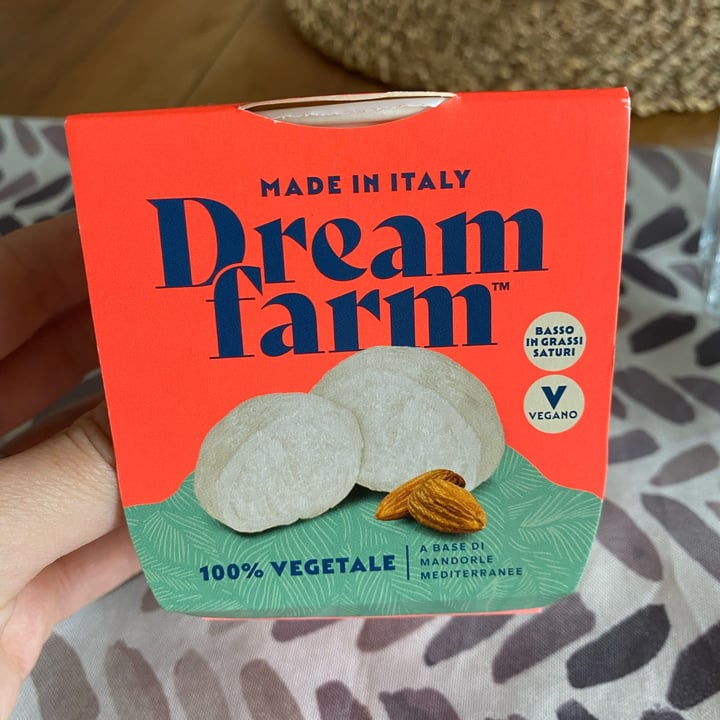 MADE IN ITALY
Dream
farm™
BASSO
IN GRASSI
SATURI
V
VEGANO
100% VEGETALE
A BASE DI
MANDORLE
MEDITERRANEE